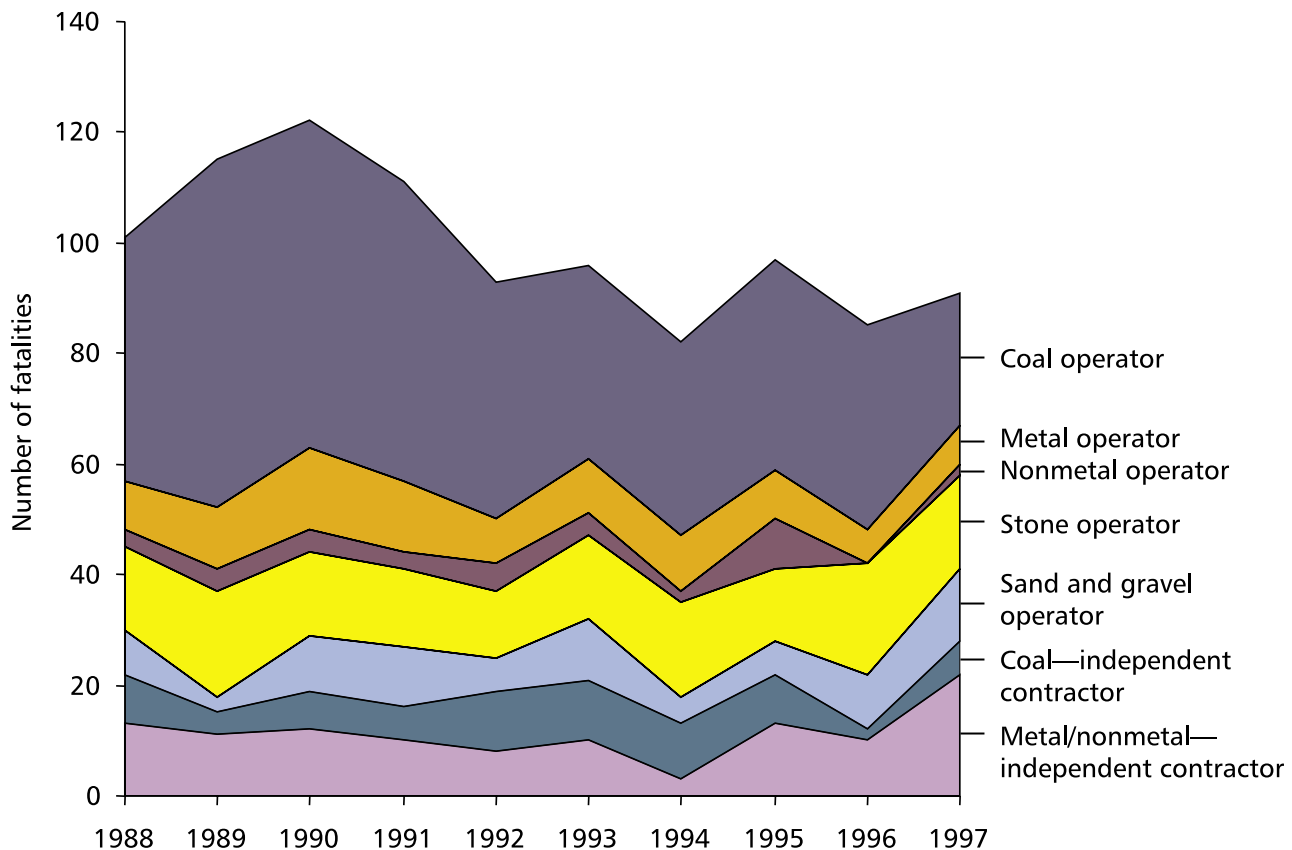 140
120
100
80
60
40
20
0
Number of fatalities
1988 1989 1990 1991 1992 1993 1994 1995 1996 1997
Coal operator
Metal operator
Nonmetal operator
Stone operator
Sand and gravel
operator
Coal—independent
contractor
Metal/nonmetal—
independent contractor